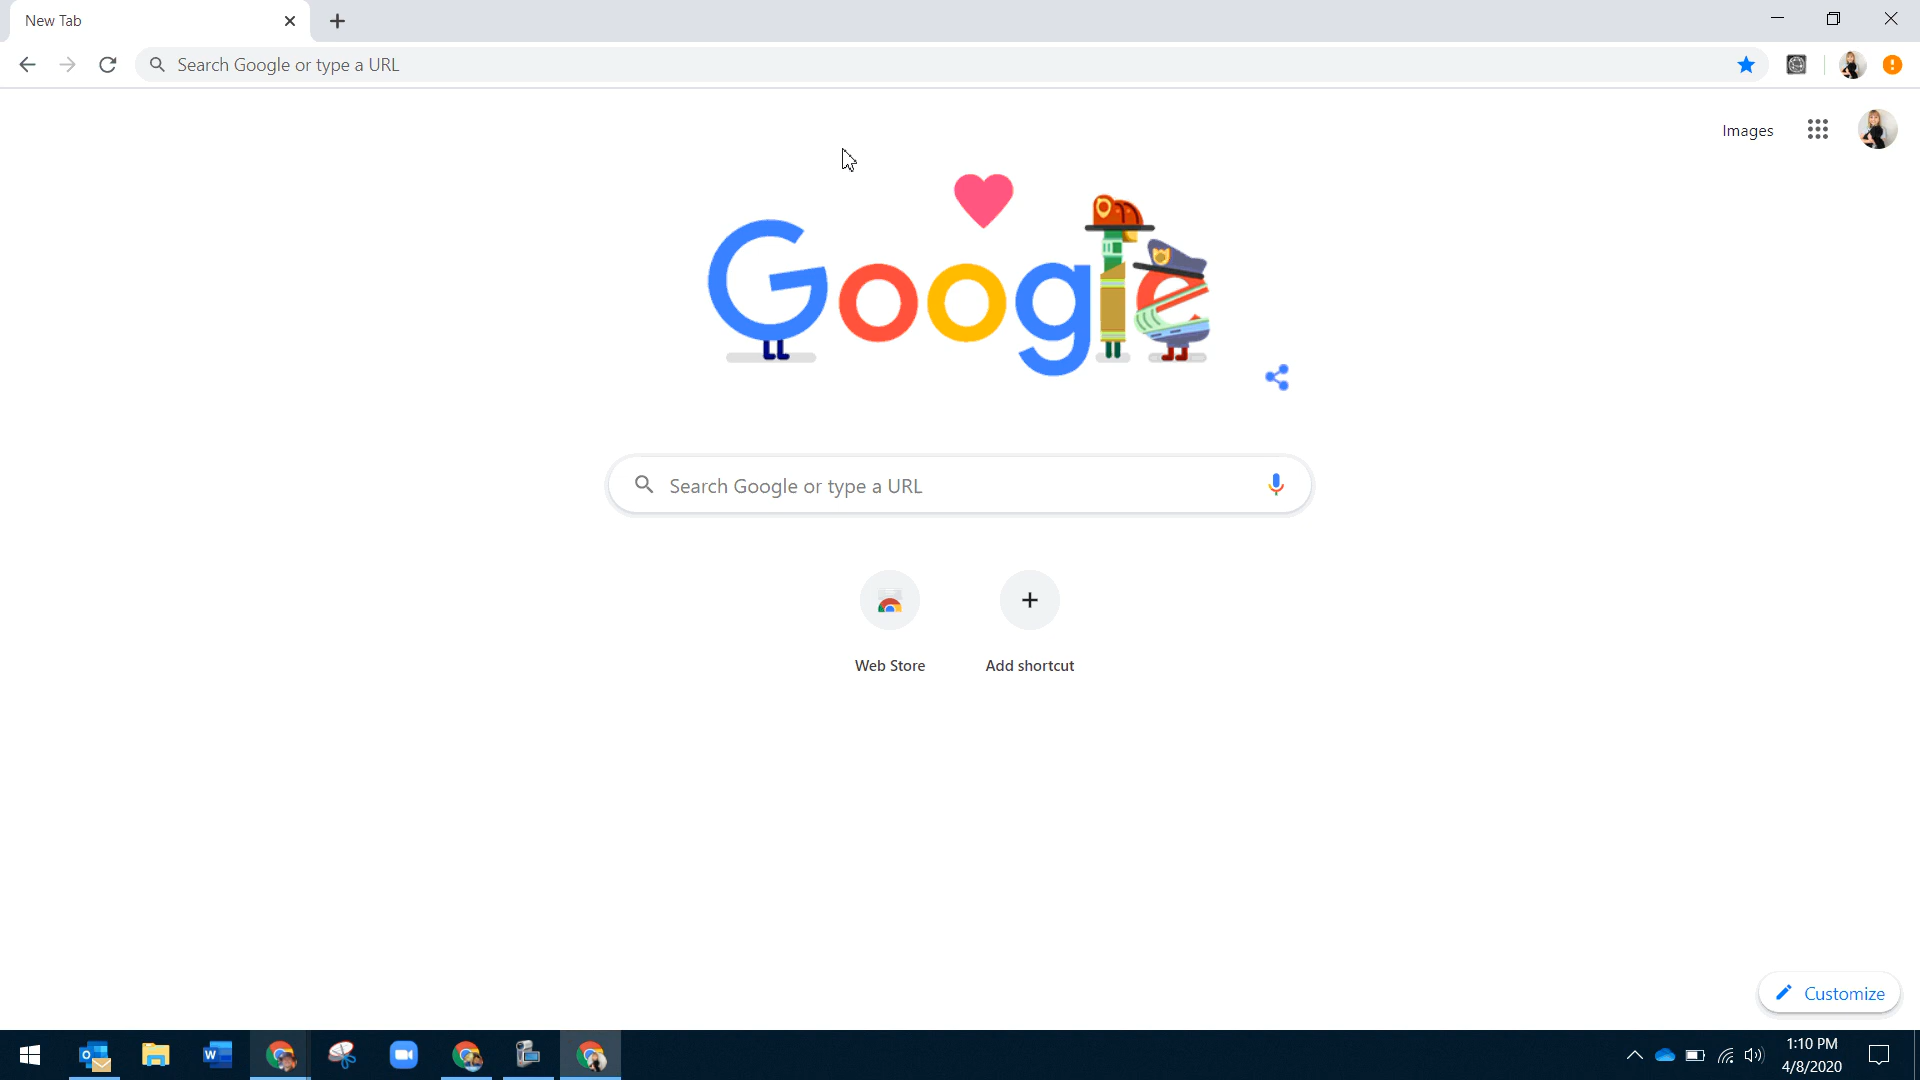 New Tab
Search Google or type a URL
Images
Google
Search Google or type a URL
Web Store
Add shortcut
Customize
1:10 PM
4/8/2020